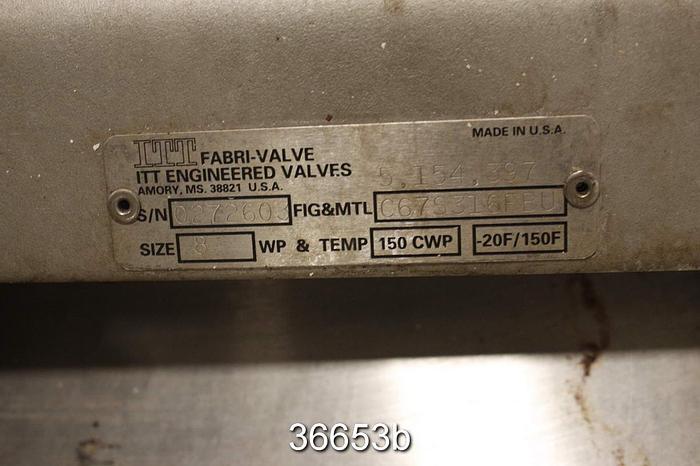 MADE IN U.S.A.
ITT FABRI-VALVE
ITT ENGINEERED VALVES 5,154,397
AMORY, MS. 38821 U.S.A.
S/N 0272603 FIG&MTL C67S316FEU
SIZE 8 WP & TEMP 150 CWP -20F/150F
36653b